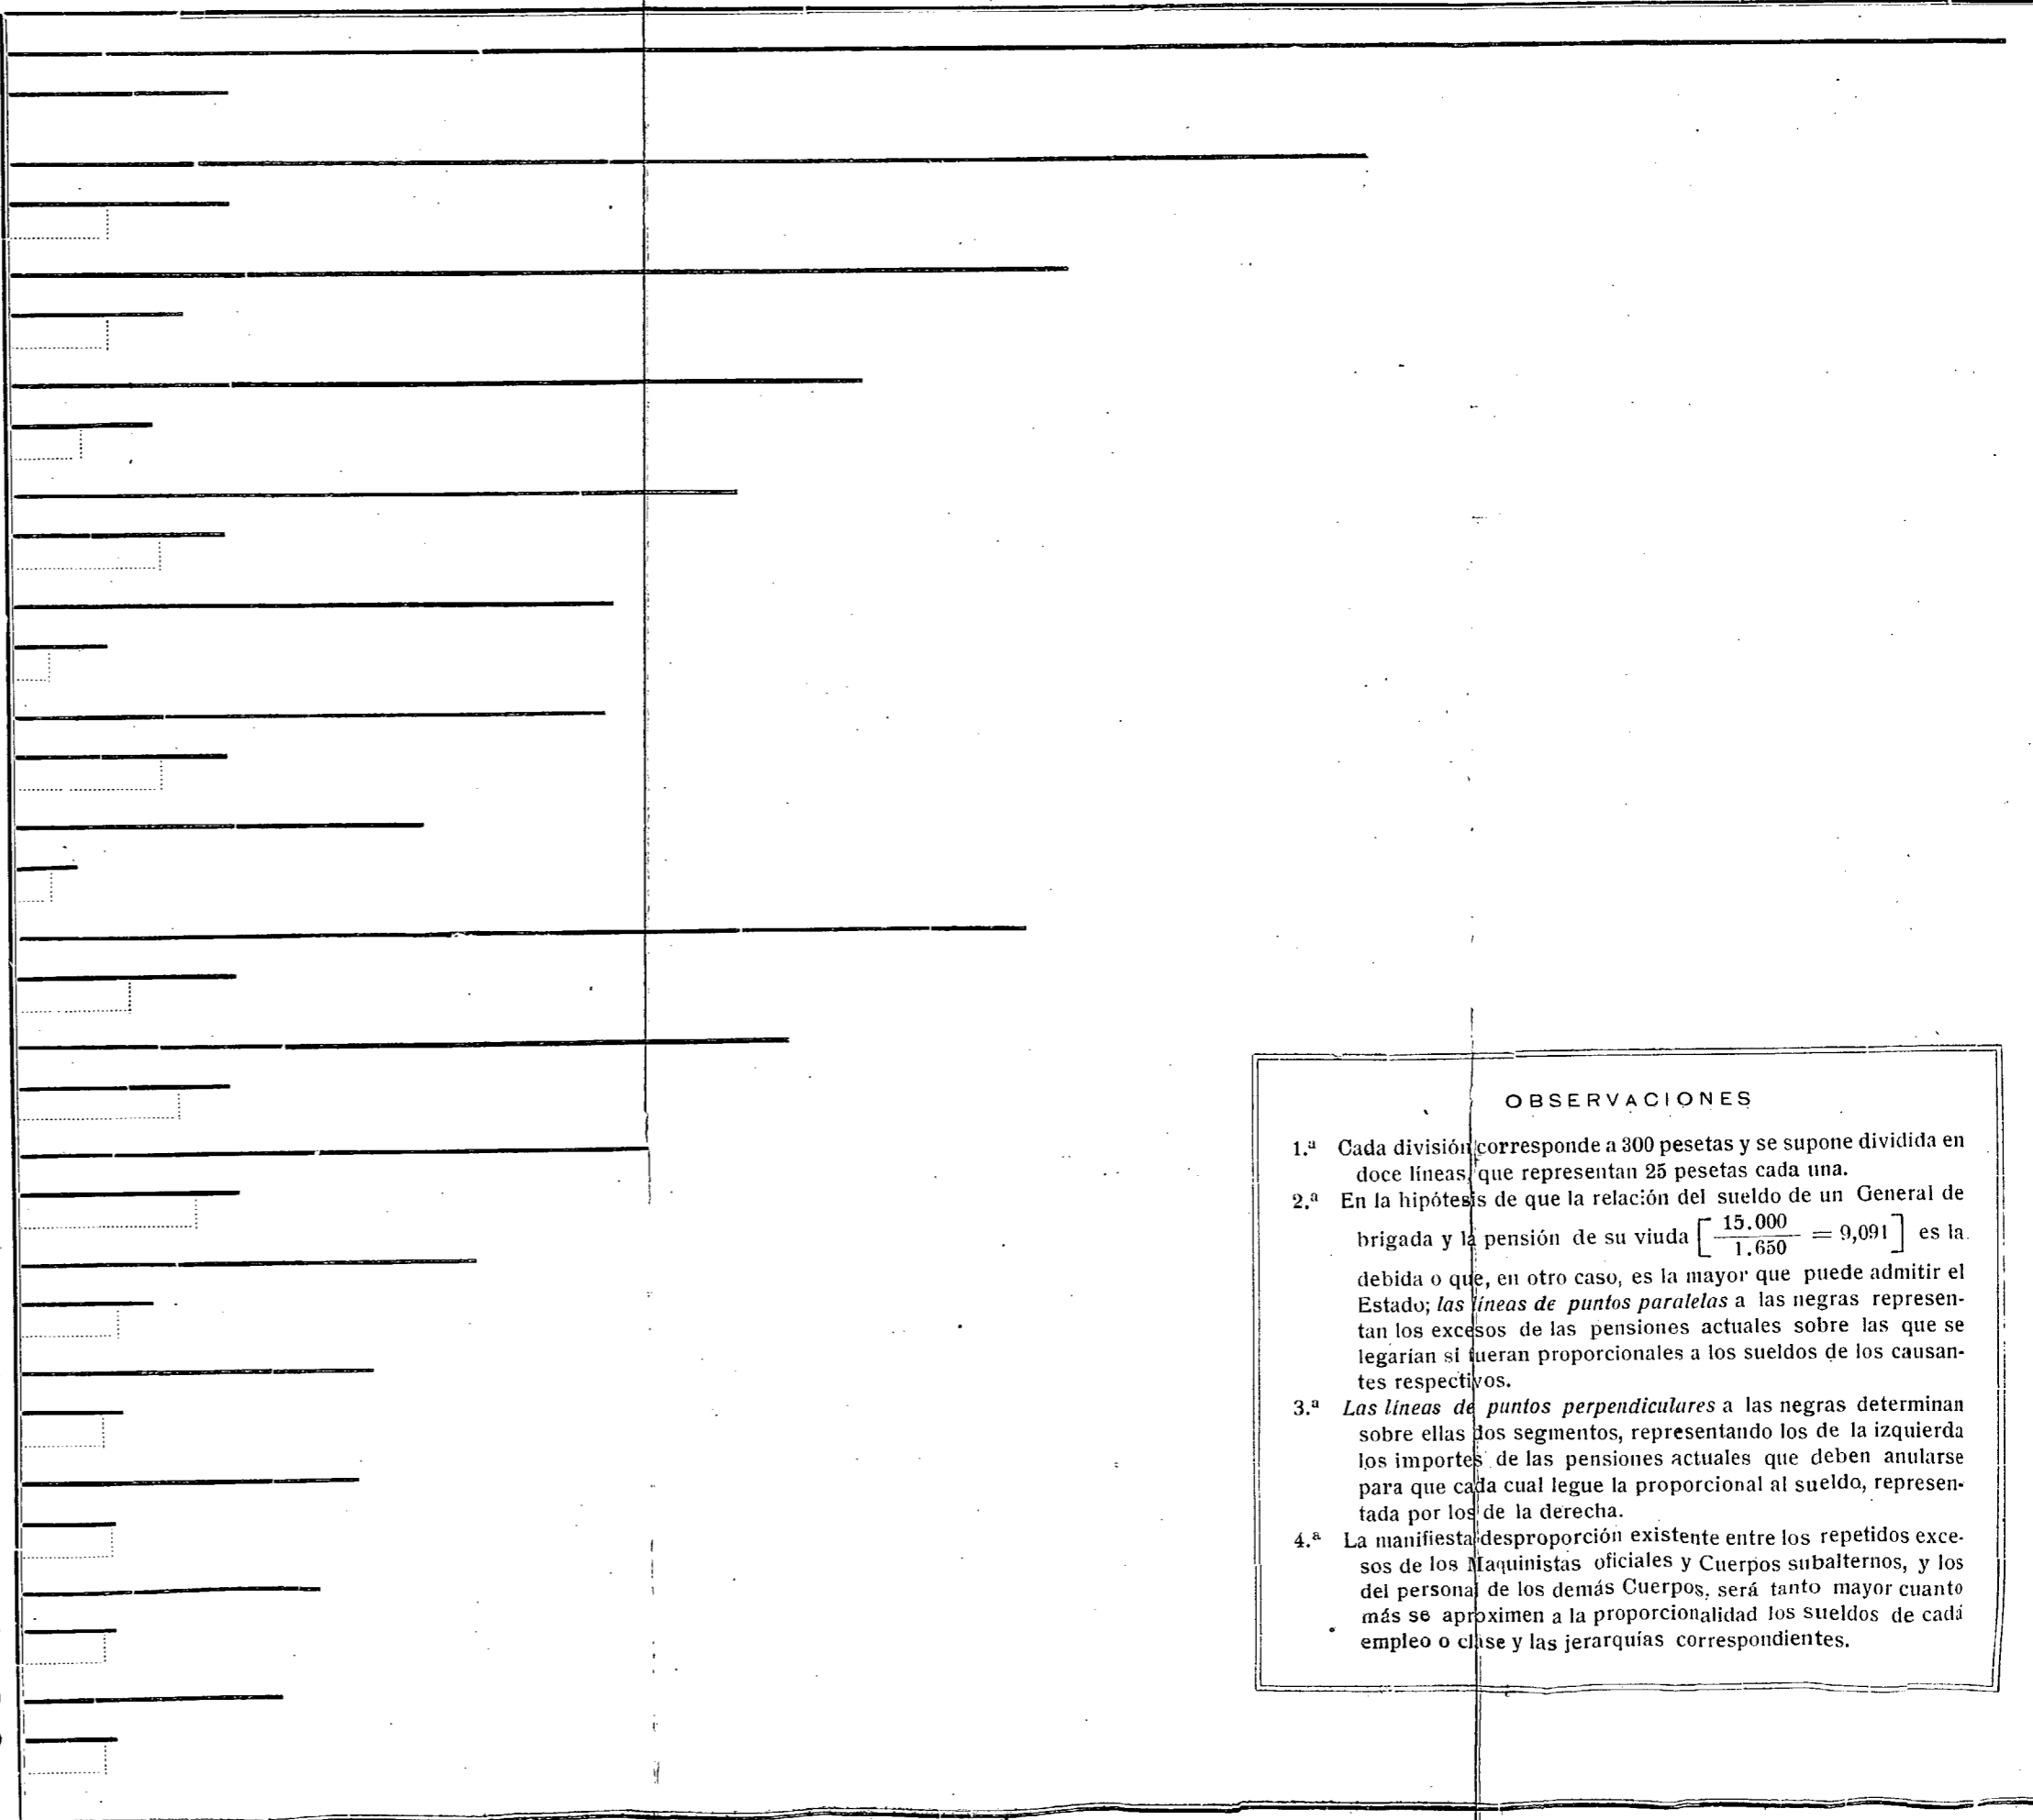 OBSERVACIONES
1.ª Cada división corresponde a 300 pesetas y se supone dividida en
doce líneas, que representan 25 pesetas cada una.
2.ª En la hipótesis de que la relación del sueldo de un General de
brigada y la pensión de su viuda [15.000 / 1.650 = 9,091] es la
debida o que, en otro caso, es la mayor que puede admitir el
Estado; las líneas de puntos paralelas a las negras represen-
tan los excesos de las pensiones actuales sobre las que se
legarían si fueran proporcionales a los sueldos de los causan-
tes respectivos.
3.ª Las líneas de puntos perpendiculares a las negras determinan
sobre ellas dos segmentos, representando los de la izquierda
los importes de las pensiones actuales que deben anularse
para que cada cual legue la proporcional al sueldo, represen-
tada por los de la derecha.
4.ª La manifiesta desproporción existente entre los repetidos exce-
sos de los Maquinistas oficiales y Cuerpos subalternos, y los
del personal de los demás Cuerpos, será tanto mayor cuanto
más se aproximen a la proporcionalidad los sueldos de cada
empleo o clase y las jerarquías correspondientes.